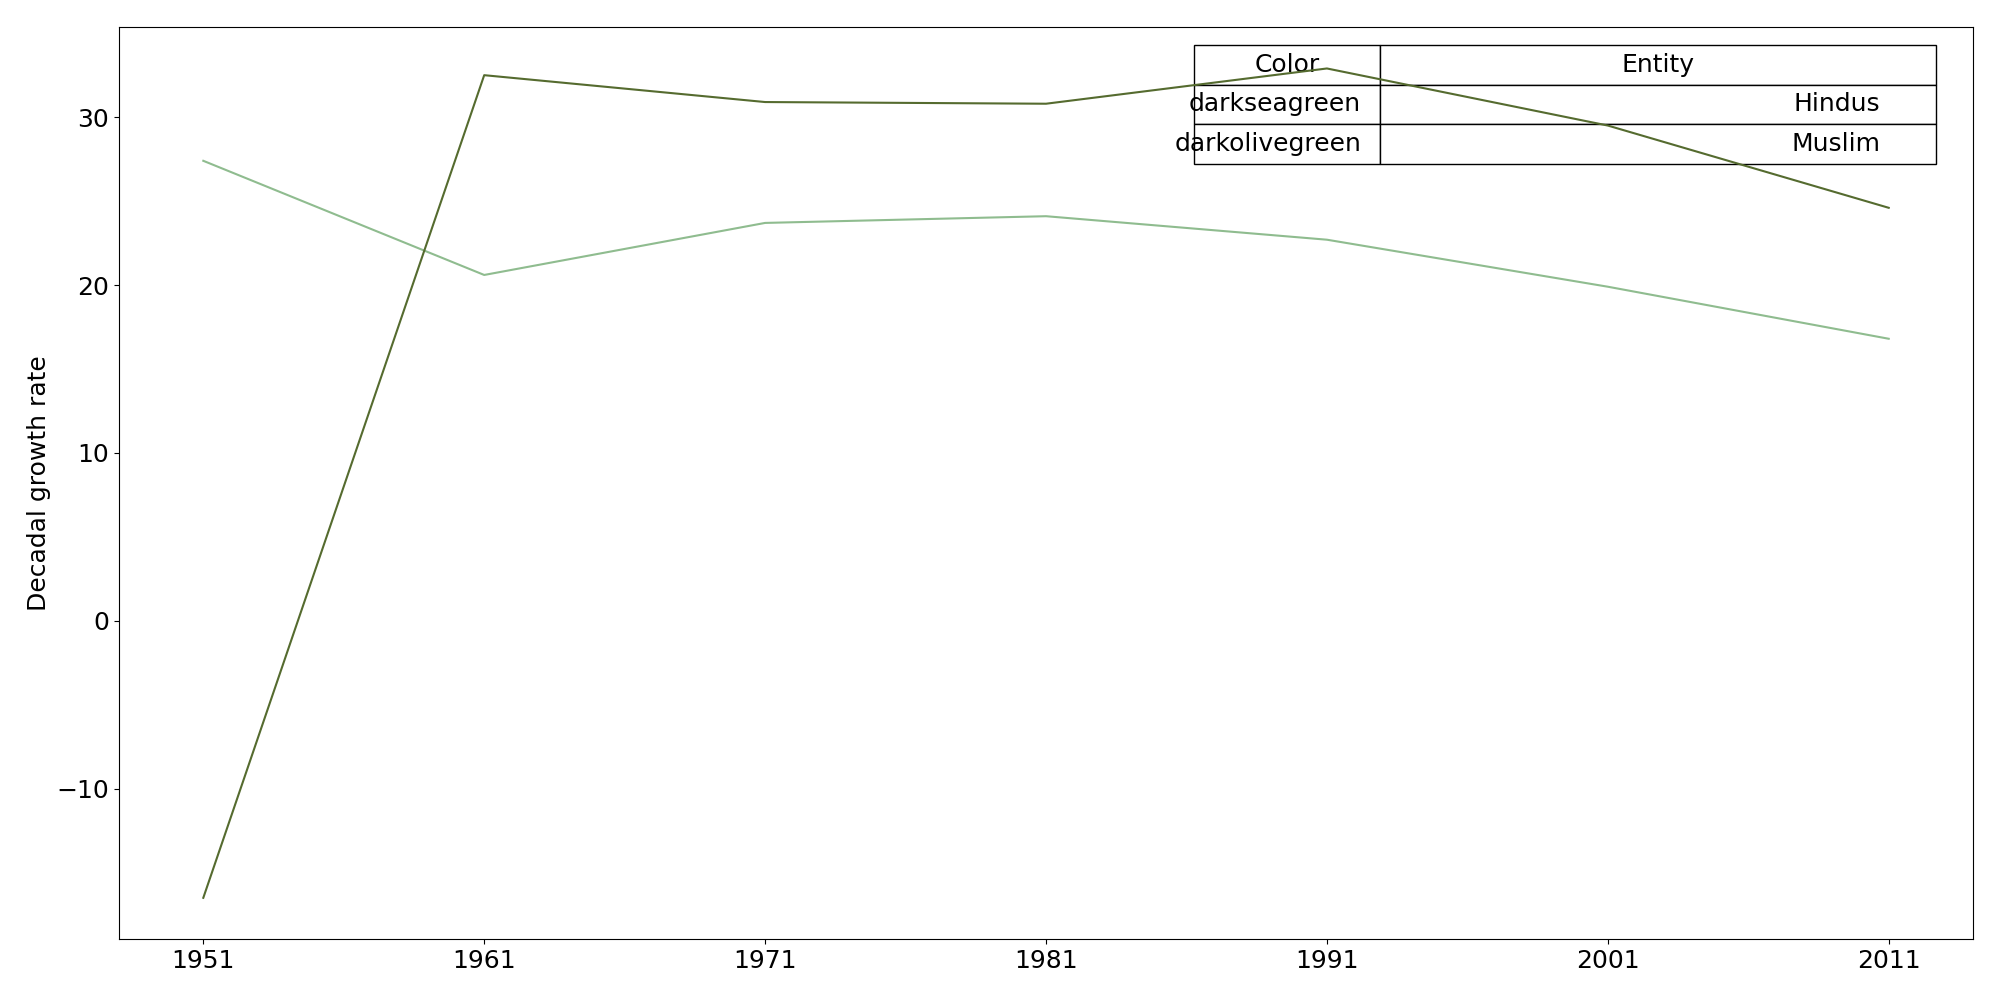 Color Entity
darkseagreen Hindus
darkolivegreen Muslim
Decadal growth rate
30
20
10
0
−10
1951 1961 1971 1981 1991 2001 2011